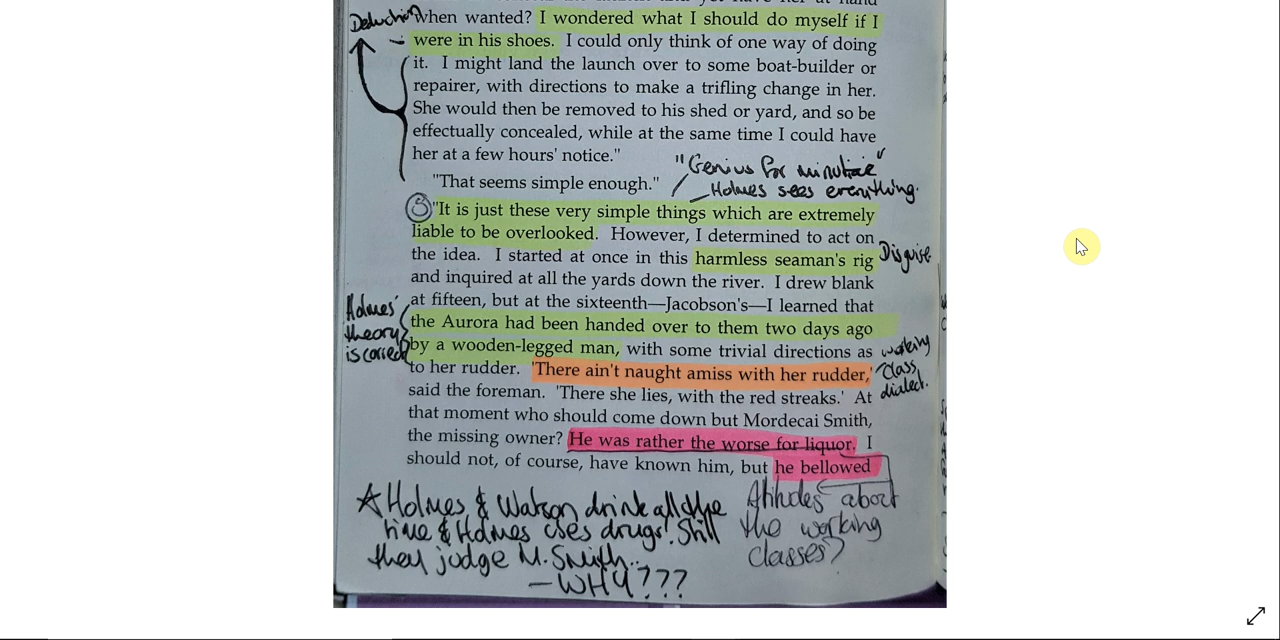 Deduction
when wanted? I wondered what I should do myself if I
were in his shoes. I could only think of one way of doing
it. I might land the launch over to some boat-builder or
repairer, with directions to make a trifling change in her.
She would then be removed to his shed or yard, and so be
effectually concealed, while at the same time I could have
her at a few hours' notice."
"Genius for minutiae"
"That seems simple enough."
Holmes sees everything.
③ "It is just these very simple things which are extremely
liable to be overlooked. However, I determined to act on
the idea. I started at once in this harmless seaman's rig
Disguise
and inquired at all the yards down the river. I drew blank
at fifteen, but at the sixteenth—Jacobson's—I learned that
the Aurora had been handed over to them two days ago
by a wooden-legged man, with some trivial directions as
Holmes'
theory
is correct
to her rudder. 'There ain't naught amiss with her rudder,'
working
class
dialect.
said the foreman. 'There she lies, with the red streaks.' At
that moment who should come down but Mordecai Smith,
the missing owner? He was rather the worse for liquor. I
should not, of course, have known him, but he bellowed
Holmes & Watson drink all the
time & Holmes uses drugs! Still
they judge M. Smith..
- WHY???
Attitudes about
the working
classes?